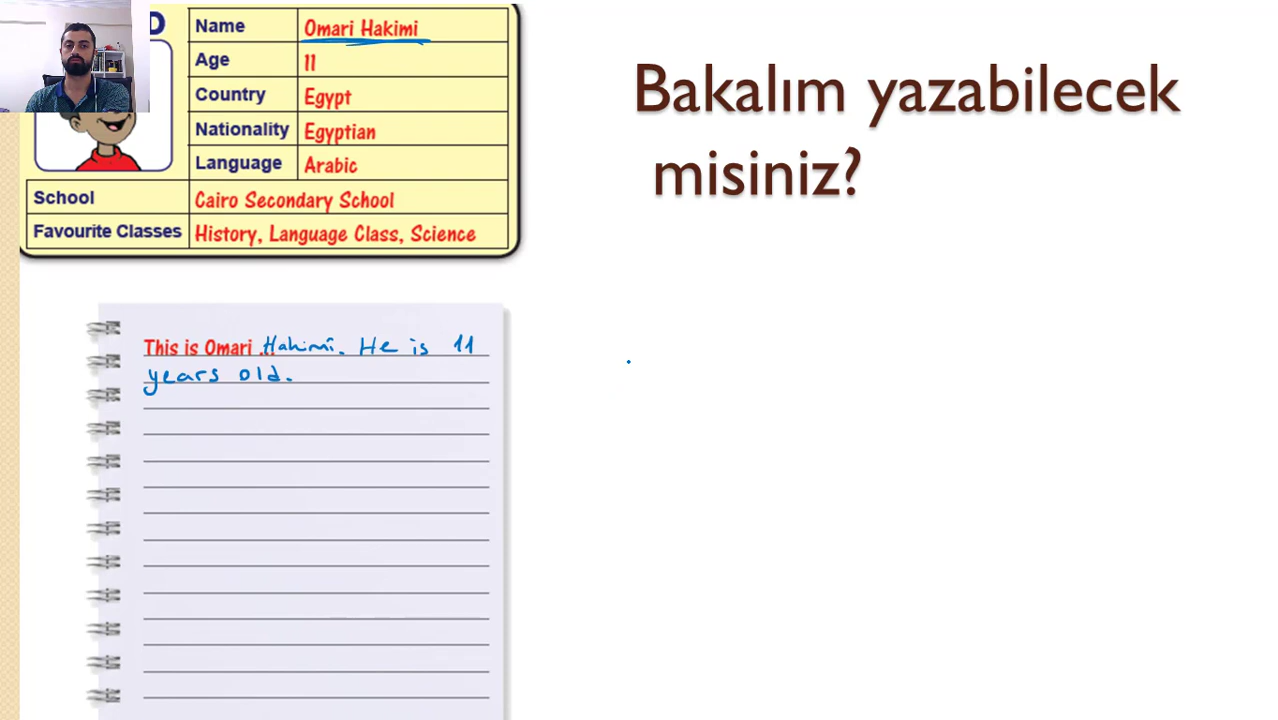 D
Name Omari Hakimi
Age 11
Country Egypt
Nationality Egyptian
Language Arabic
School Cairo Secondary School
Favourite Classes History, Language Class, Science
Bakalım yazabilecek
misiniz?
This is Omari ... Hakimi. He is 11
years old.